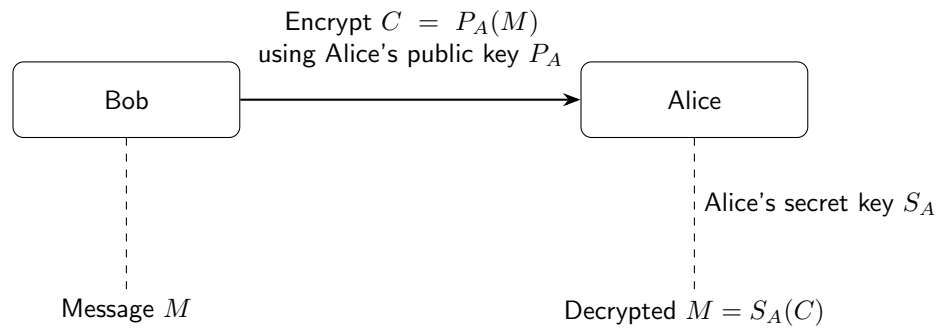 Encrypt C = P_A(M)
using Alice's public key P_A
Bob
Alice
Alice's secret key S_A
Message M
Decrypted M = S_A(C)